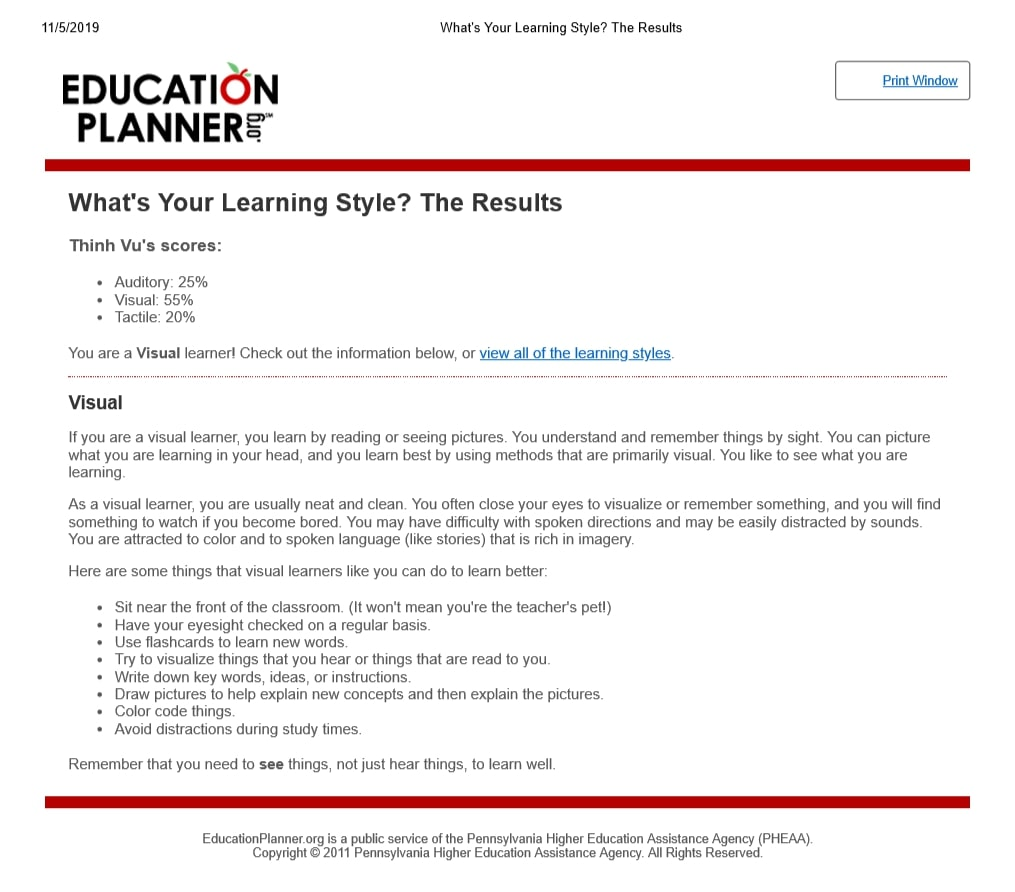 11/5/2019 What's Your Learning Style? The Results
EDUCATION
PLANNER.org™
Print Window
What's Your Learning Style? The Results
Thinh Vu's scores:
• Auditory: 25%
• Visual: 55%
• Tactile: 20%
You are a Visual learner! Check out the information below, or view all of the learning styles.
Visual
If you are a visual learner, you learn by reading or seeing pictures. You understand and remember things by sight. You can picture
what you are learning in your head, and you learn best by using methods that are primarily visual. You like to see what you are
learning.
As a visual learner, you are usually neat and clean. You often close your eyes to visualize or remember something, and you will find
something to watch if you become bored. You may have difficulty with spoken directions and may be easily distracted by sounds.
You are attracted to color and to spoken language (like stories) that is rich in imagery.
Here are some things that visual learners like you can do to learn better:
• Sit near the front of the classroom. (It won't mean you're the teacher's pet!)
• Have your eyesight checked on a regular basis.
• Use flashcards to learn new words.
• Try to visualize things that you hear or things that are read to you.
• Write down key words, ideas, or instructions.
• Draw pictures to help explain new concepts and then explain the pictures.
• Color code things.
• Avoid distractions during study times.
Remember that you need to see things, not just hear things, to learn well.
EducationPlanner.org is a public service of the Pennsylvania Higher Education Assistance Agency (PHEAA).
Copyright © 2011 Pennsylvania Higher Education Assistance Agency. All Rights Reserved.